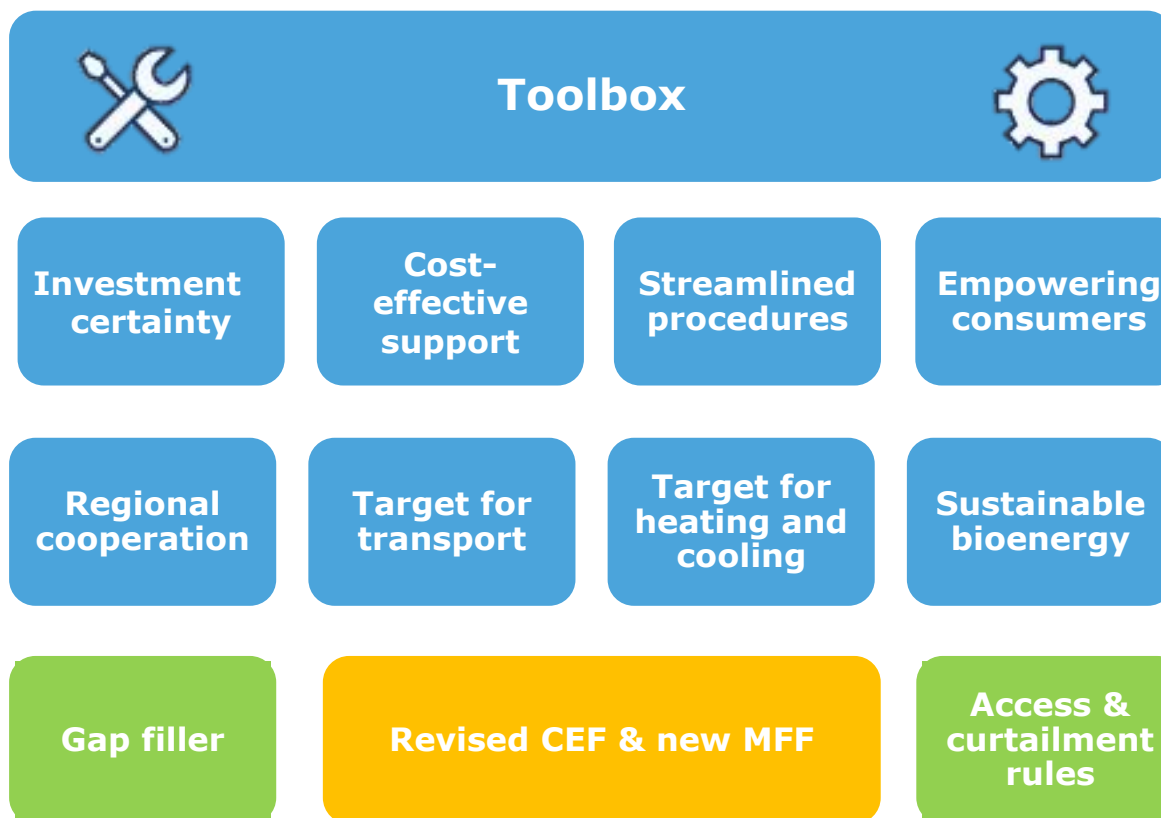 Toolbox
Investment
certainty
Cost-
effective
support
Streamlined
procedures
Empowering
consumers
Regional
cooperation
Target for
transport
Target for
heating and
cooling
Sustainable
bioenergy
Gap filler
Revised CEF & new MFF
Access &
curtailment
rules